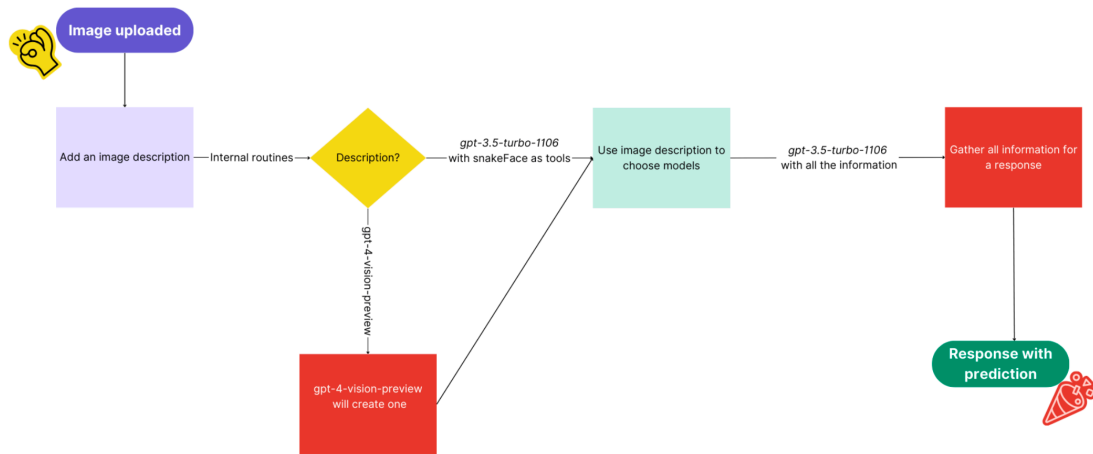 Image uploaded
Add an image description
Internal routines
Description?
gpt-3.5-turbo-1106
with snakeFace as tools
Use image description to
choose models
gpt-3.5-turbo-1106
with all the information
Gather all information for
a response
gpt-4-vision-preview
gpt-4-vision-preview
will create one
Response with
prediction